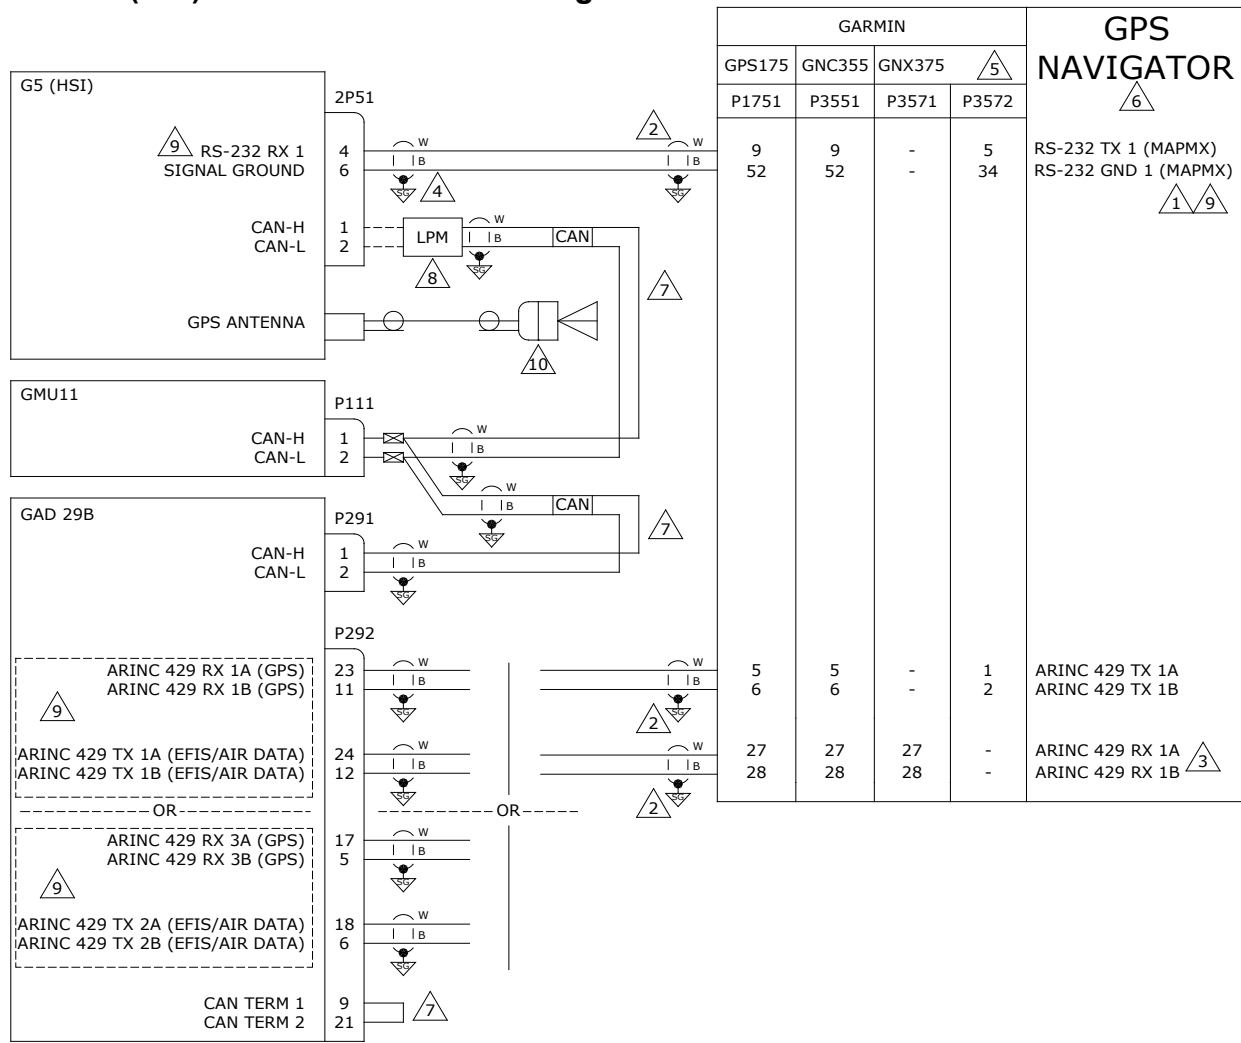 GARMIN
GPS
NAVIGATOR
6
GPS175 GNC355 GNX375 5
P1751 P3551 P3571 P3572
G5 (HSI)
2P51
9 RS-232 RX 1 4 W B 2 W B 9 9 - 5 RS-232 TX 1 (MAPMX)
SIGNAL GROUND 6 52 52 - 34 RS-232 GND 1 (MAPMX)
SG 4 SG 1 9
CAN-H 1 LPM W B CAN
CAN-L 2
8 SG 7
GPS ANTENNA
10
GMU11
P111
CAN-H 1 W
CAN-L 2 B
SG
W
B CAN
SG 7
GAD 29B
P291
CAN-H 1 W
CAN-L 2 B
SG
P292
ARINC 429 RX 1A (GPS) 23 W W 5 5 - 1 ARINC 429 TX 1A
ARINC 429 RX 1B (GPS) 11 B B 6 6 - 2 ARINC 429 TX 1B
9 SG 2 SG
ARINC 429 TX 1A (EFIS/AIR DATA) 24 W W 27 27 27 - ARINC 429 RX 1A 3
ARINC 429 TX 1B (EFIS/AIR DATA) 12 B B 28 28 28 - ARINC 429 RX 1B
SG 2 SG
OR OR
ARINC 429 RX 3A (GPS) 17 W
ARINC 429 RX 3B (GPS) 5 B
9 SG
ARINC 429 TX 2A (EFIS/AIR DATA) 18 W
ARINC 429 TX 2B (EFIS/AIR DATA) 6 B
SG
CAN TERM 1 9 7
CAN TERM 2 21